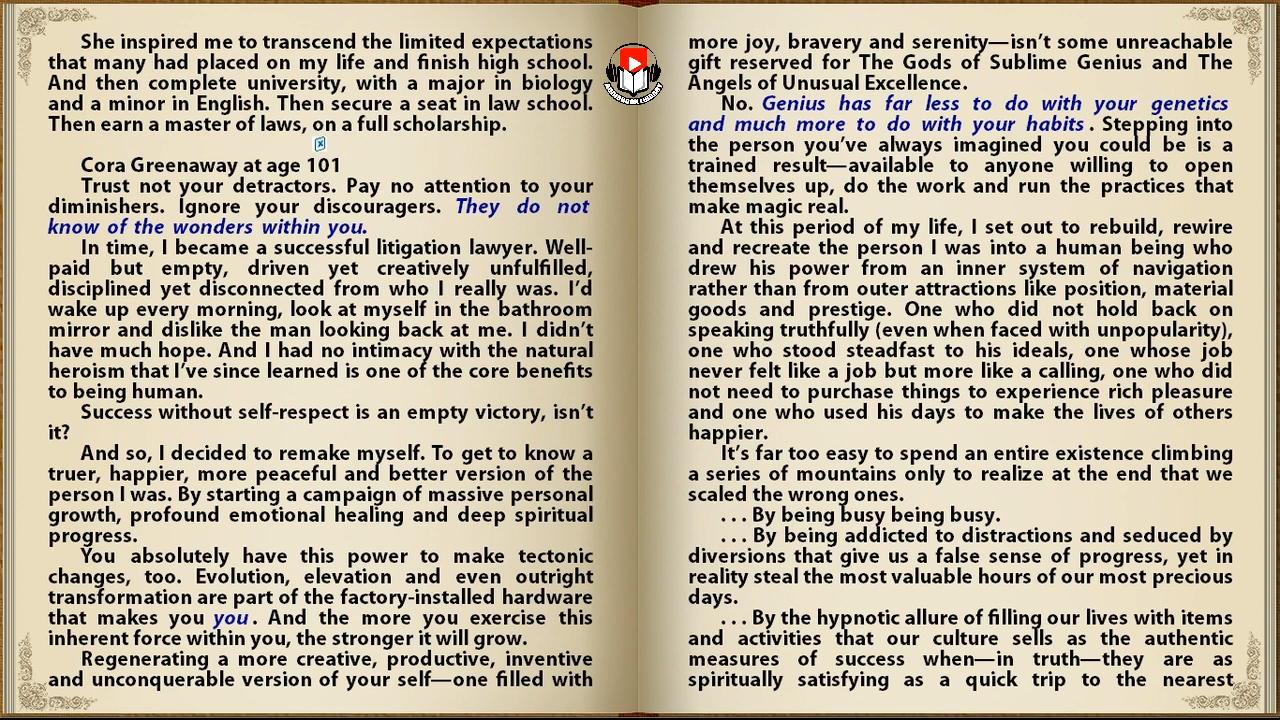 She inspired me to transcend the limited expectations
that many had placed on my life and finish high school.
And then complete university, with a major in biology
and a minor in English. Then secure a seat in law school.
Then earn a master of laws, on a full scholarship.
Cora Greenaway at age 101
Trust not your detractors. Pay no attention to your
diminishers. Ignore your discouragers. They do not
know of the wonders within you.
In time, I became a successful litigation lawyer. Well-
paid but empty, driven yet creatively unfulfilled,
disciplined yet disconnected from who I really was. I’d
wake up every morning, look at myself in the bathroom
mirror and dislike the man looking back at me. I didn’t
have much hope. And I had no intimacy with the natural
heroism that I’ve since learned is one of the core benefits
to being human.
Success without self-respect is an empty victory, isn’t
it?
And so, I decided to remake myself. To get to know a
truer, happier, more peaceful and better version of the
person I was. By starting a campaign of massive personal
growth, profound emotional healing and deep spiritual
progress.
You absolutely have this power to make tectonic
changes, too. Evolution, elevation and even outright
transformation are part of the factory-installed hardware
that makes you you. And the more you exercise this
inherent force within you, the stronger it will grow.
Regenerating a more creative, productive, inventive
and unconquerable version of your self—one filled with
more joy, bravery and serenity—isn’t some unreachable
gift reserved for The Gods of Sublime Genius and The
Angels of Unusual Excellence.
No. Genius has far less to do with your genetics
and much more to do with your habits. Stepping into
the person you’ve always imagined you could be is a
trained result—available to anyone willing to open
themselves up, do the work and run the practices that
make magic real.
At this period of my life, I set out to rebuild, rewire
and recreate the person I was into a human being who
drew his power from an inner system of navigation
rather than from outer attractions like position, material
goods and prestige. One who did not hold back on
speaking truthfully (even when faced with unpopularity),
one who stood steadfast to his ideals, one whose job
never felt like a job but more like a calling, one who did
not need to purchase things to experience rich pleasure
and one who used his days to make the lives of others
happier.
It’s far too easy to spend an entire existence climbing
a series of mountains only to realize at the end that we
scaled the wrong ones.
. . . By being busy being busy.
. . . By being addicted to distractions and seduced by
diversions that give us a false sense of progress, yet in
reality steal the most valuable hours of our most precious
days.
. . . By the hypnotic allure of filling our lives with items
and activities that our culture sells as the authentic
measures of success when—in truth—they are as
spiritually satisfying as a quick trip to the nearest